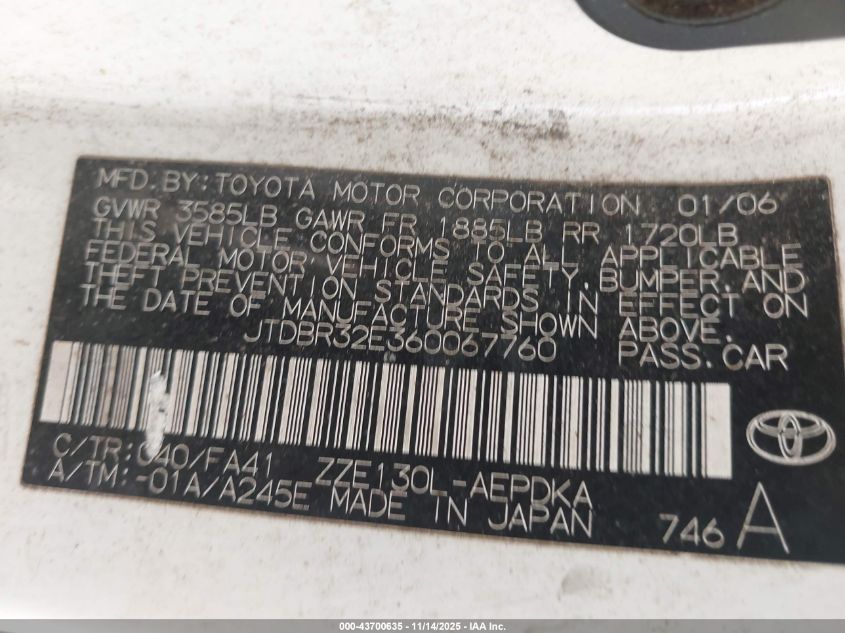 MFD.BY:TOYOTA MOTOR CORPORATION 01/06
GVWR 3585LB GAWR FR 1885LB RR 1720LB
THIS VEHICLE CONFORMS TO ALL APPLICABLE
FEDERAL MOTOR VEHICLE SAFETY,BUMPER,AND
THEFT PREVENTION STANDARDS IN EFFECT ON
THE DATE OF MANUFACTURE SHOWN ABOVE.
JTDBR32E360067760 PASS.CAR
C/TR:040/FA41 ZZE130L-AEPDKA
A/TM:-01A/A245E MADE IN JAPAN 746 A
000-43700635 - 11/14/2025 - IAA Inc.